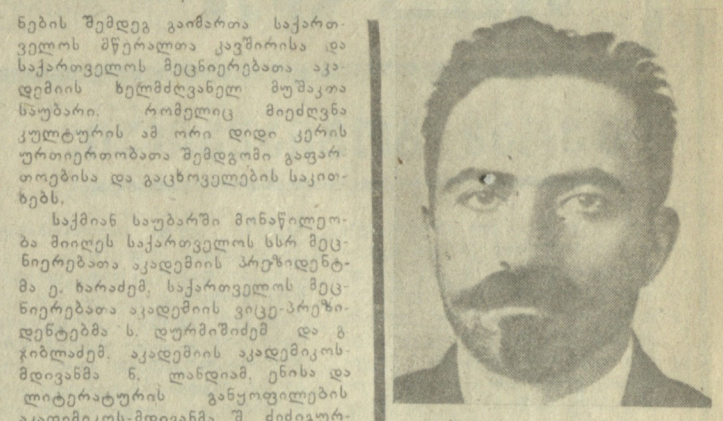 ნების შემდეგ გაიმართა საქართ-
ველოს მწერალთა კავშირისა და
საქართველოს მეცნიერებათა აკა-
დემიის ხელმძღვანელ მუშაკთა
საუბარი, რომელიც მიეძღვნა
კულტურის ამ ორი დიდი კერის
ურთიერთობათა შემდგომი გაფარ-
თოებისა და გაცხოველების საკით-
ხებს.
საქმიან საუბარში მონაწილეო-
ბა მიიღეს საქართველოს სსრ მეც-
ნიერებათა აკადემიის პრეზიდენტ-
მა ე. ხარაძემ, საქართველოს მეც-
ნიერებათა აკადემიის ვიცე-პრეზი-
დენტებმა ს. დურმიშიძემ და გ.
ჯიბლაძემ, აკადემიის აკადემიკოს-
მდივანმა ნ. ლანდიამ, ენისა და
ლიტერატურის განყოფილების
აკადემიკოს-მდივანმა შ. ძიძიგურ-